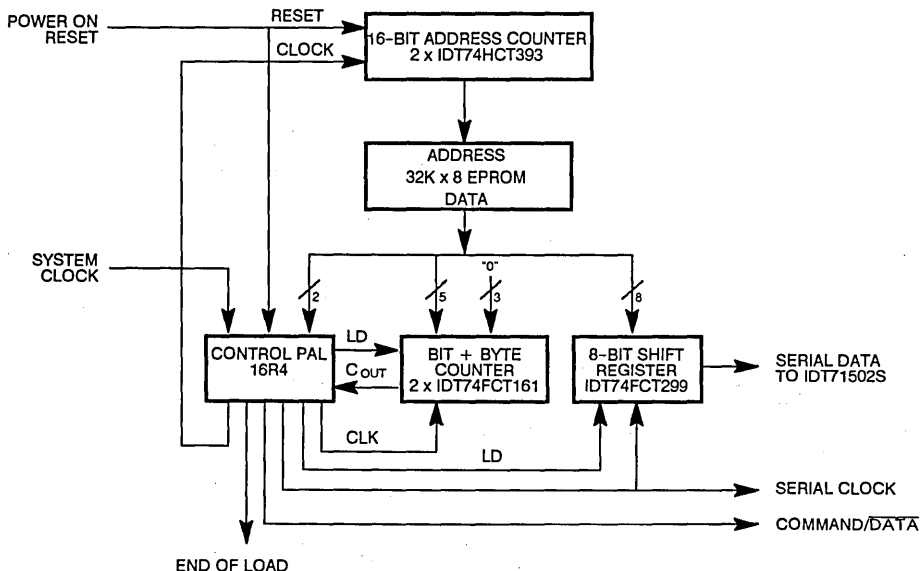 POWER ON
RESET
RESET
CLOCK
16-BIT ADDRESS COUNTER
2 x IDT74HCT393
ADDRESS
32K x 8 EPROM
DATA
SYSTEM
CLOCK
2
5
"0"
3
8
CONTROL PAL
16R4
LD
COUT
BIT + BYTE
COUNTER
2 x IDT74FCT161
8-BIT SHIFT
REGISTER
IDT74FCT299
SERIAL DATA
TO IDT71502S
CLK
LD
SERIAL CLOCK
COMMAND/DATA
END OF LOAD